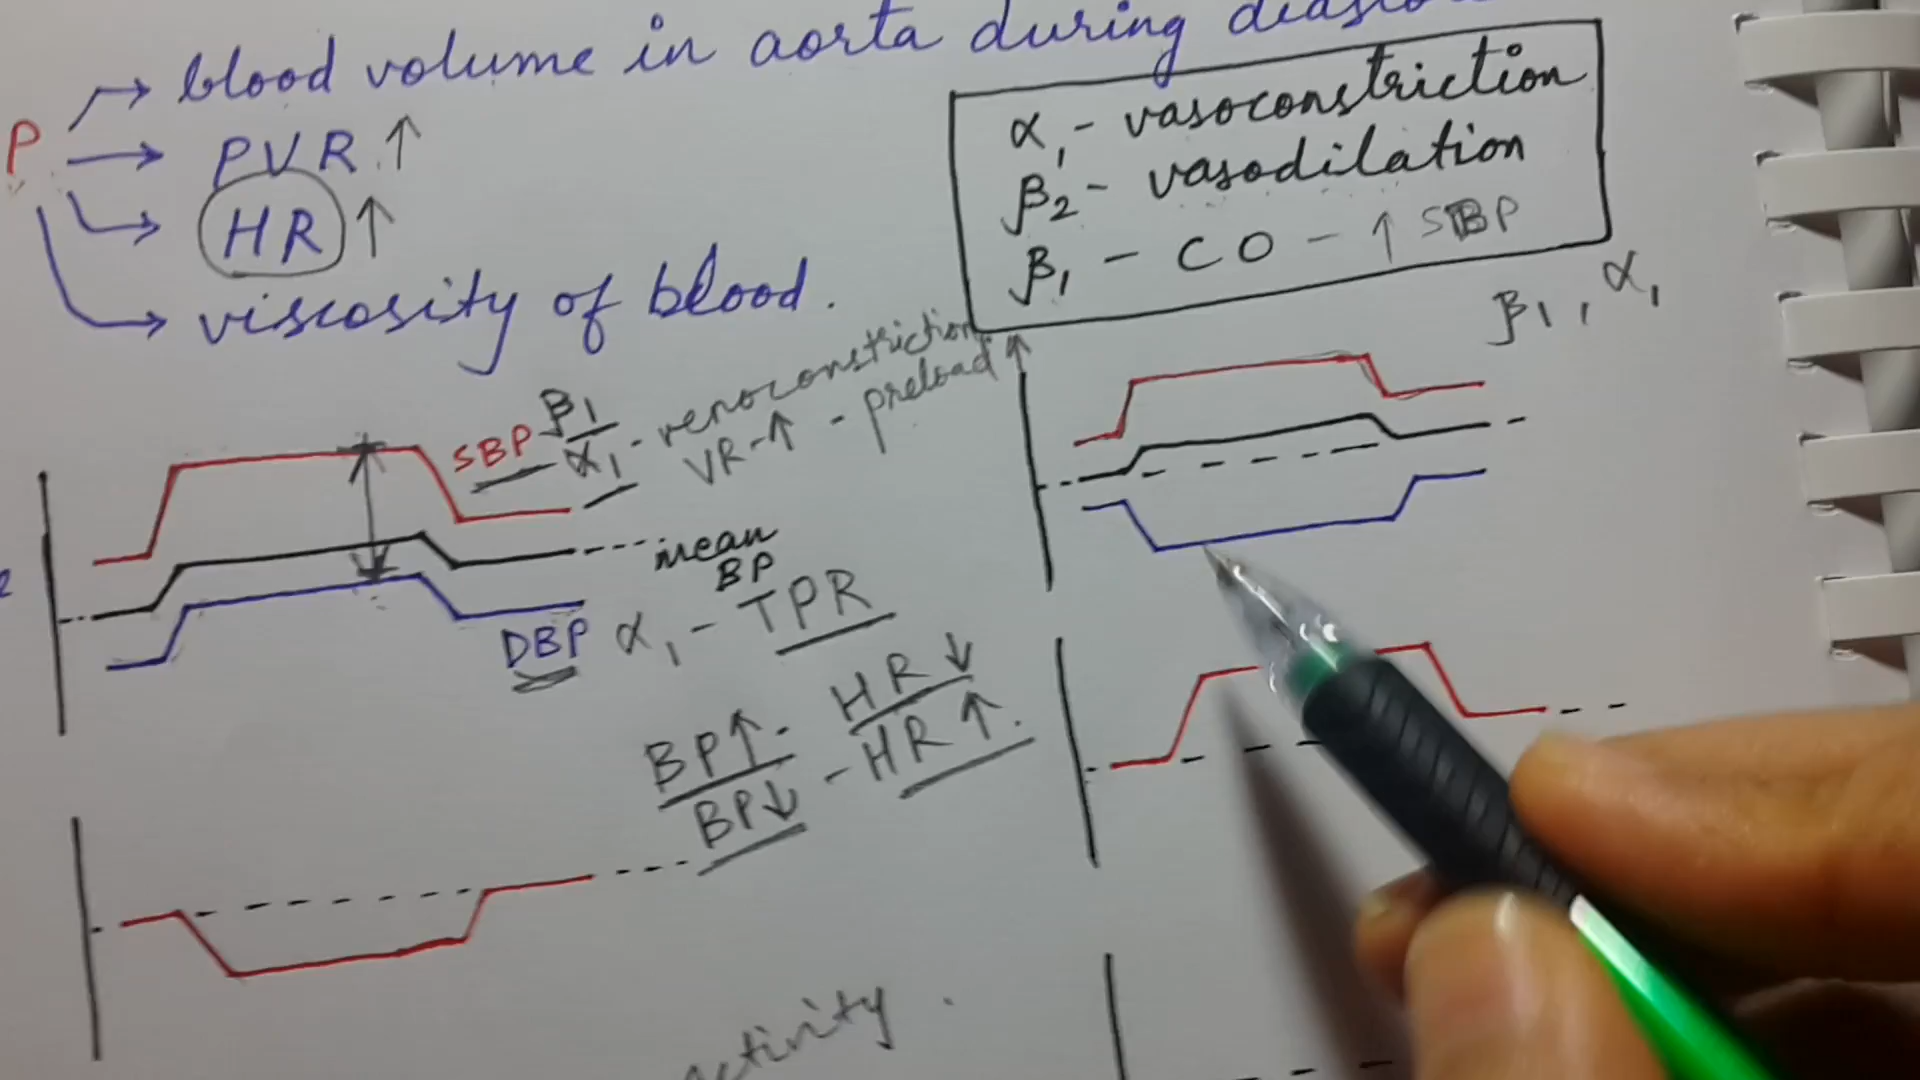 blood volume in aorta during
P
PVR ↑
HR ↑
viscosity of blood.
α1 - vasoconstriction
β2 - vasodilation
β1 - CO - ↑ SBP
β1, α1
SBP β1
α1 - venoconstriction
VR-↑ - preload ↑
mean
BP
DBP α1 - TPR
BP↑ - HR↓
BP↓ - HR↑.
activity.